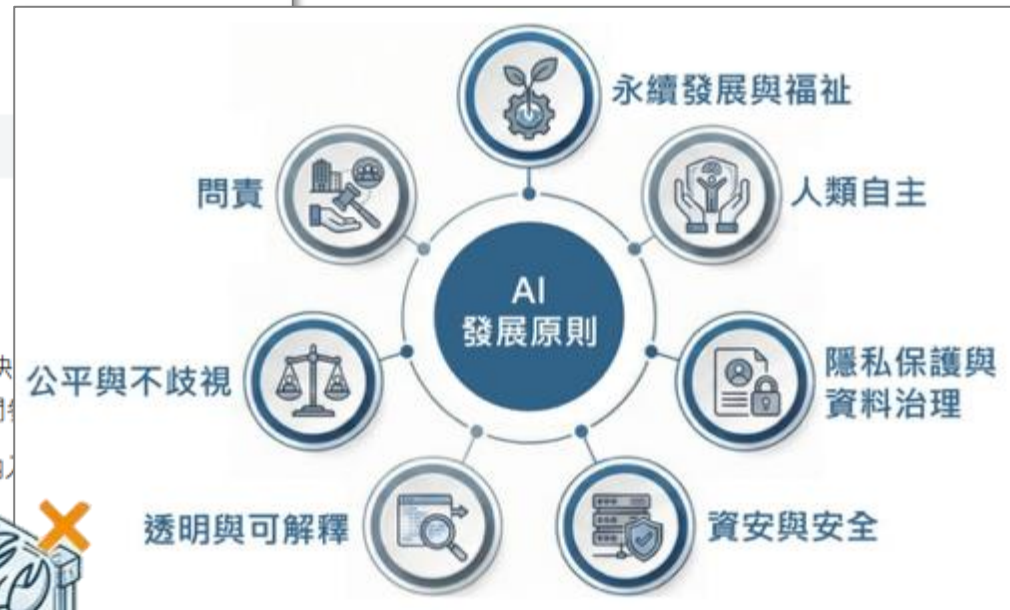 永續發展與福祉
人類自主
隱私保護與
資料治理
資安與安全
透明與可解釋
公平與不歧視
問責
AI
發展原則